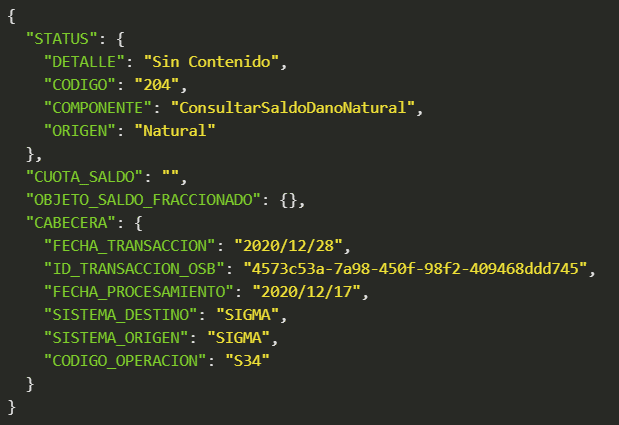 {
"STATUS": {
"DETALLE": "Sin Contenido",
"CODIGO": "204",
"COMPONENTE": "ConsultarSaldoDanoNatural",
"ORIGEN": "Natural"
},
"CUOTA_SALDO": "",
"OBJETO_SALDO_FRACCIONADO": {},
"CABECERA": {
"FECHA_TRANSACCION": "2020/12/28",
"ID_TRANSACCION_OSB": "4573c53a-7a98-450f-98f2-409468ddd745",
"FECHA_PROCESAMIENTO": "2020/12/17",
"SISTEMA_DESTINO": "SIGMA",
"SISTEMA_ORIGEN": "SIGMA",
"CODIGO_OPERACION": "S34"
}
}